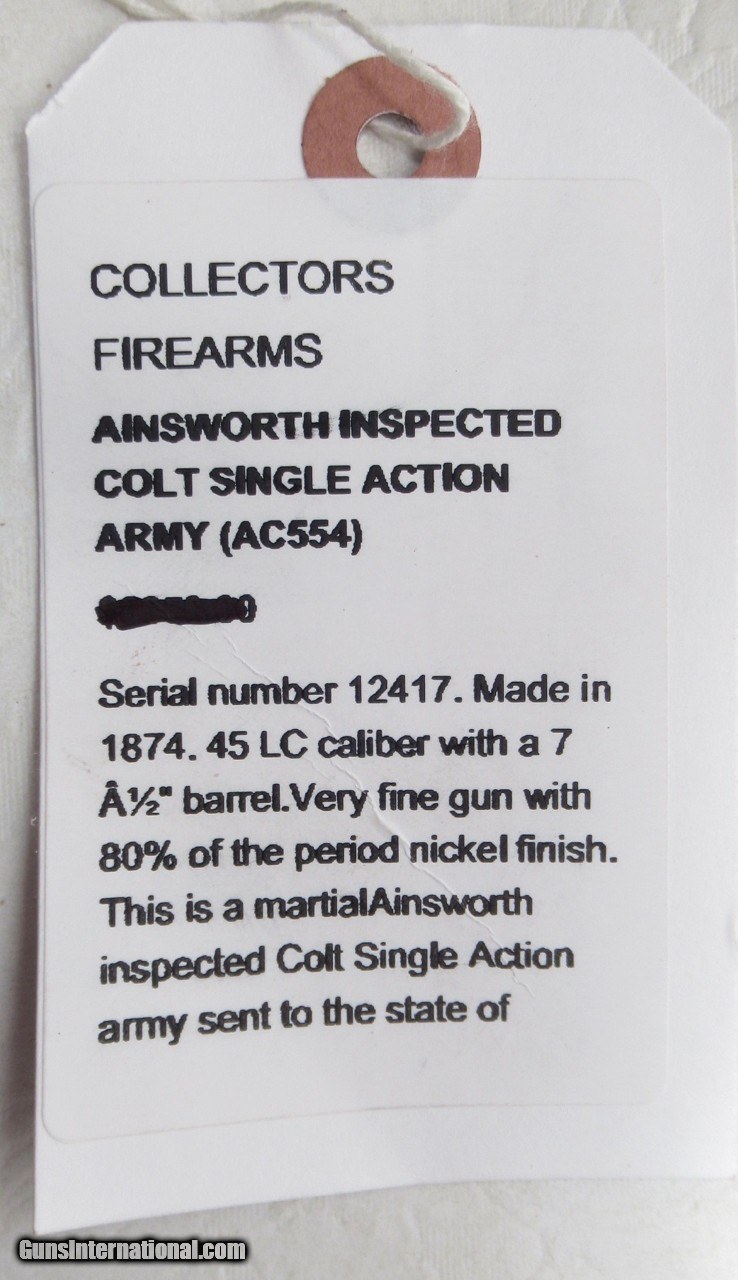 COLLECTORS
FIREARMS
AINSWORTH INSPECTED
COLT SINGLE ACTION
ARMY (AC554)
Serial number 12417. Made in
1874. 45 LC caliber with a 7
Â½" barrel.Very fine gun with
80% of the period nickel finish.
This is a martialAinsworth
inspected Colt Single Action
army sent to the state of
GunsInternational.com